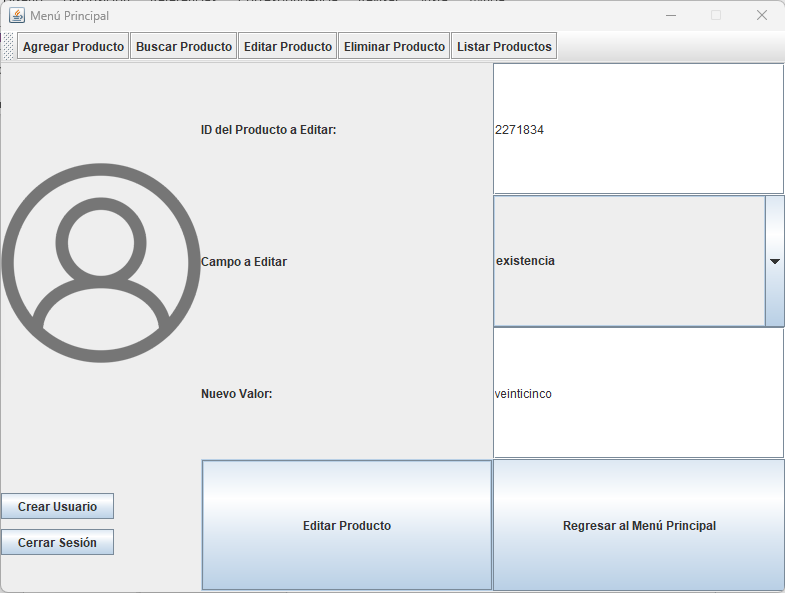 Menú Principal
Agregar Producto Buscar Producto Editar Producto Eliminar Producto Listar Productos
ID del Producto a Editar: 2271834
Campo a Editar existencia
Nuevo Valor: veinticinco
Crear Usuario
Editar Producto Regresar al Menú Principal
Cerrar Sesión